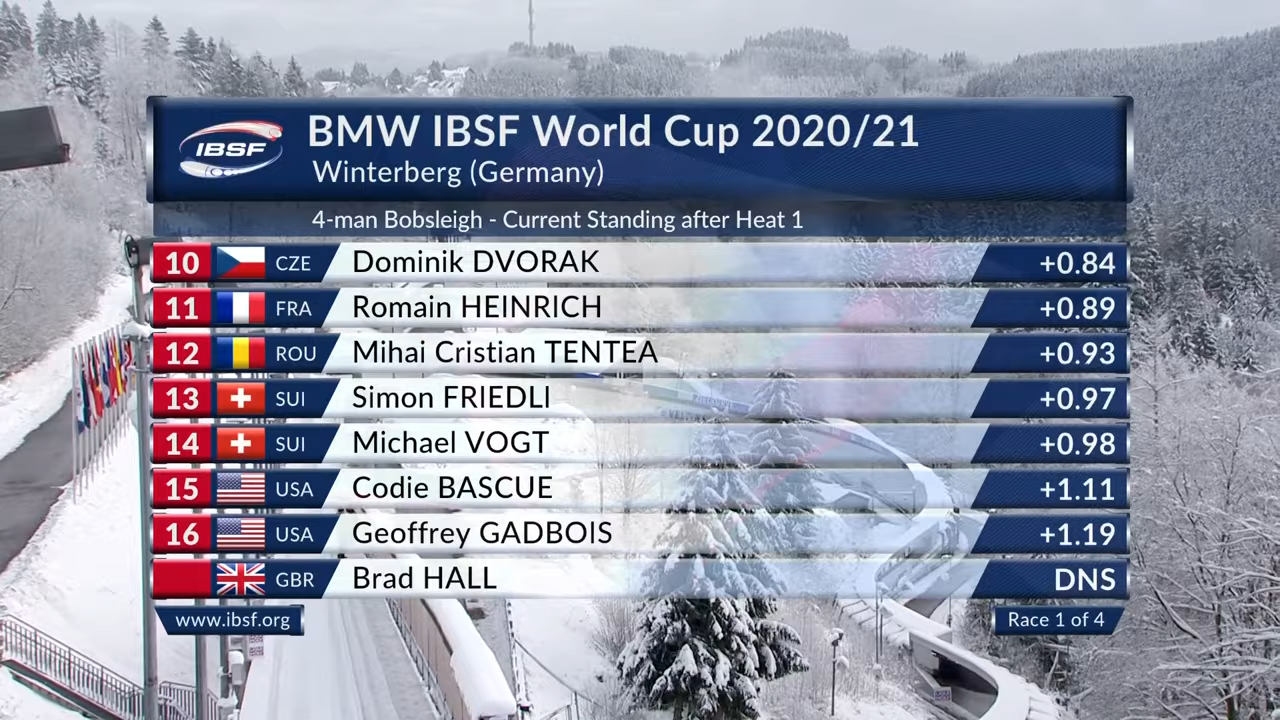 IBSF
BMW IBSF World Cup 2020/21
Winterberg (Germany)
4-man Bobsleigh - Current Standing after Heat 1
10 CZE Dominik DVORAK +0.84
11 FRA Romain HEINRICH +0.89
12 ROU Mihai Cristian TENTEA +0.93
13 SUI Simon FRIEDLI +0.97
14 SUI Michael VOGT +0.98
15 USA Codie BASCUE +1.11
16 USA Geoffrey GADBOIS +1.19
GBR Brad HALL DNS
www.ibsf.org Race 1 of 4